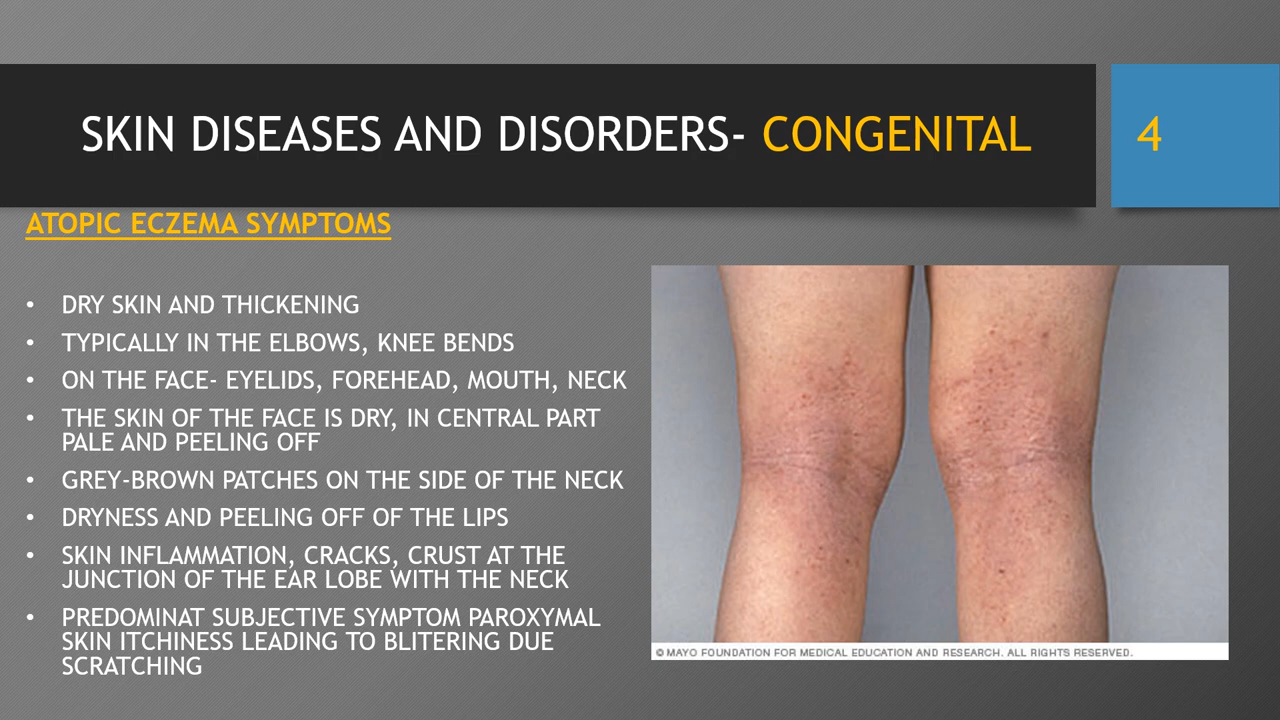 SKIN DISEASES AND DISORDERS- CONGENITAL
4
ATOPIC ECZEMA SYMPTOMS
• DRY SKIN AND THICKENING
• TYPICALLY IN THE ELBOWS, KNEE BENDS
• ON THE FACE- EYELIDS, FOREHEAD, MOUTH, NECK
• THE SKIN OF THE FACE IS DRY, IN CENTRAL PART
PALE AND PEELING OFF
• GREY-BROWN PATCHES ON THE SIDE OF THE NECK
• DRYNESS AND PEELING OFF OF THE LIPS
• SKIN INFLAMMATION, CRACKS, CRUST AT THE
JUNCTION OF THE EAR LOBE WITH THE NECK
• PREDOMINAT SUBJECTIVE SYMPTOM PAROXYMAL
SKIN ITCHINESS LEADING TO BLITERING DUE
SCRATCHING
© MAYO FOUNDATION FOR MEDICAL EDUCATION AND RESEARCH. ALL RIGHTS RESERVED.